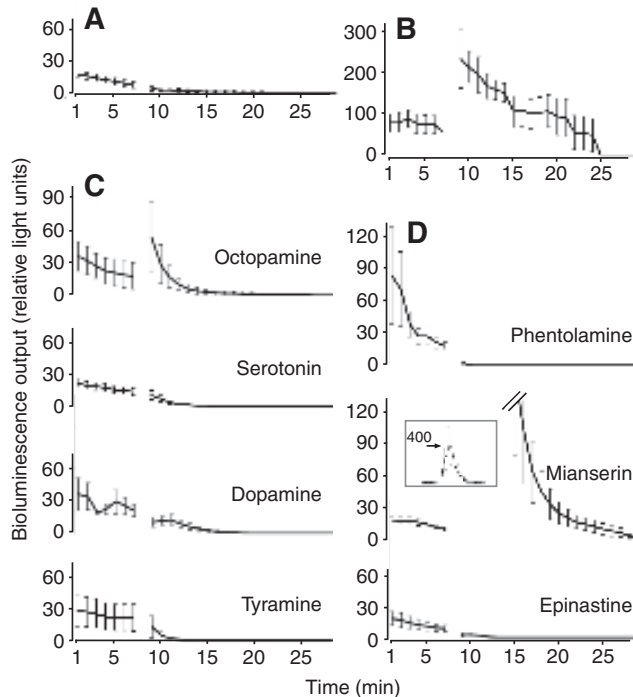 A
60
30
0
1 5 10 15 20 25
B
300
200
100
0
1 5 10 15 20 25
Bioluminescence output (relative light units)
C
90
60
30
0
Octopamine
60
30
0
Serotonin
60
30
0
Dopamine
60
30
0
Tyramine
1 5 10 15 20 25
D
120
90
60
30
0
Phentolamine
120
90
60
30
0
400
Mianserin
60
30
0
Epinastine
1 5 10 15 20 25
Time (min)